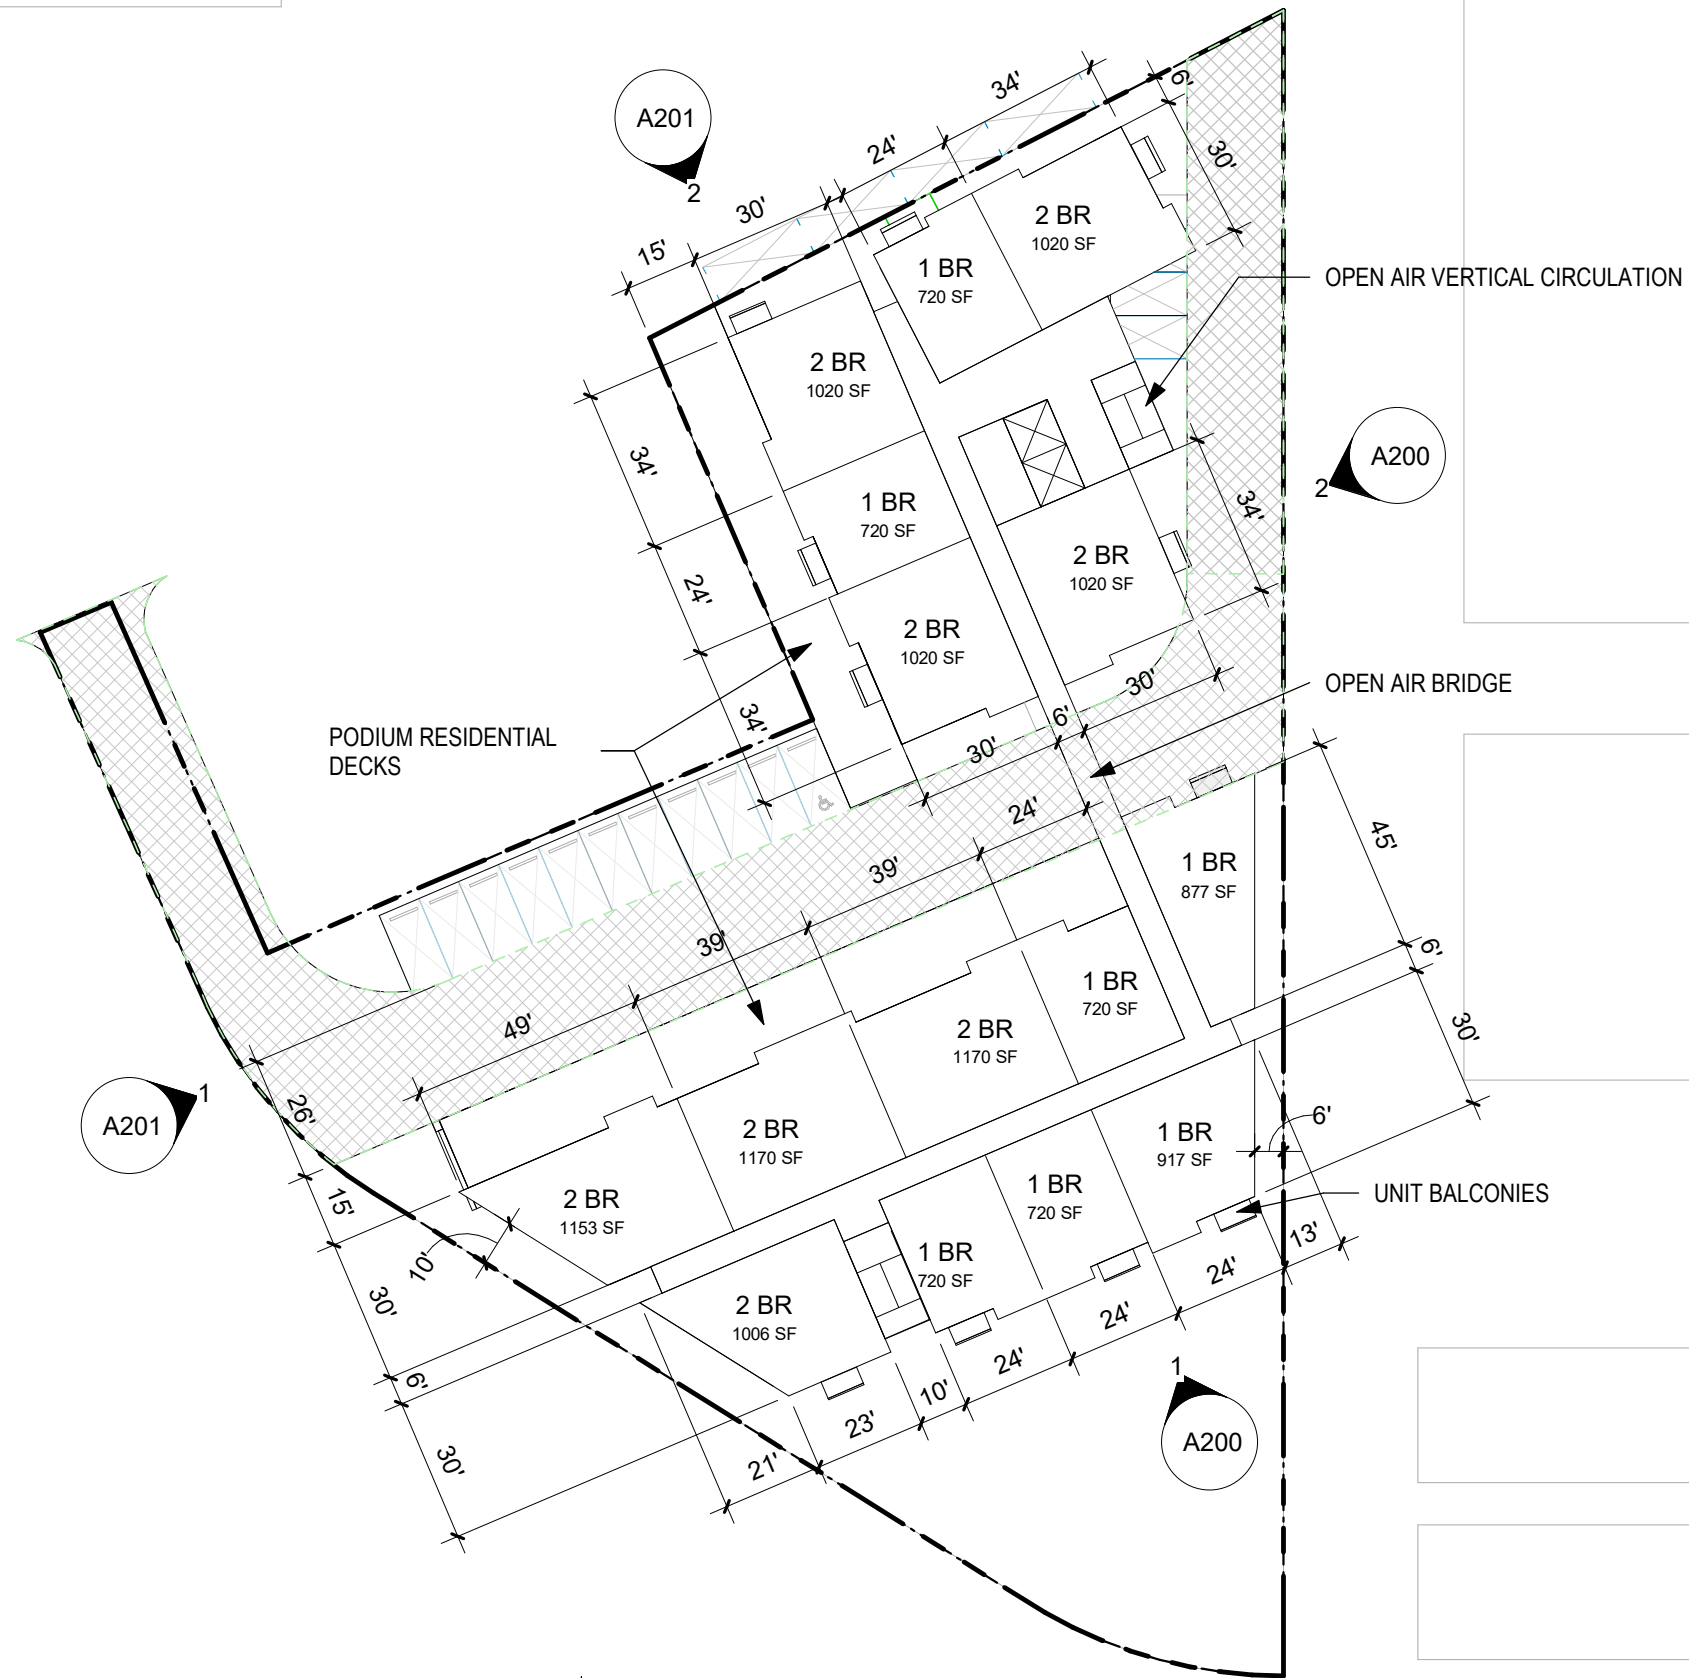 34'
6'
A201
2
24'
30'
30'
15'
2 BR
1020 SF
1 BR
720 SF
OPEN AIR VERTICAL CIRCULATION
2 BR
1020 SF
34'
A200
2
1 BR
720 SF
34'
2 BR
1020 SF
24'
2 BR
1020 SF
OPEN AIR BRIDGE
30'
6'
34'
30'
PODIUM RESIDENTIAL
DECKS
24'
45'
39'
1 BR
877 SF
39'
6'
1 BR
720 SF
49'
2 BR
1170 SF
30'
A201
1
26'
6'
2 BR
1170 SF
1 BR
917 SF
15'
2 BR
1153 SF
1 BR
720 SF
UNIT BALCONIES
13'
10'
1 BR
720 SF
24'
30'
2 BR
1006 SF
24'
6'
24'
1
10'
23'
A200
30'
21'